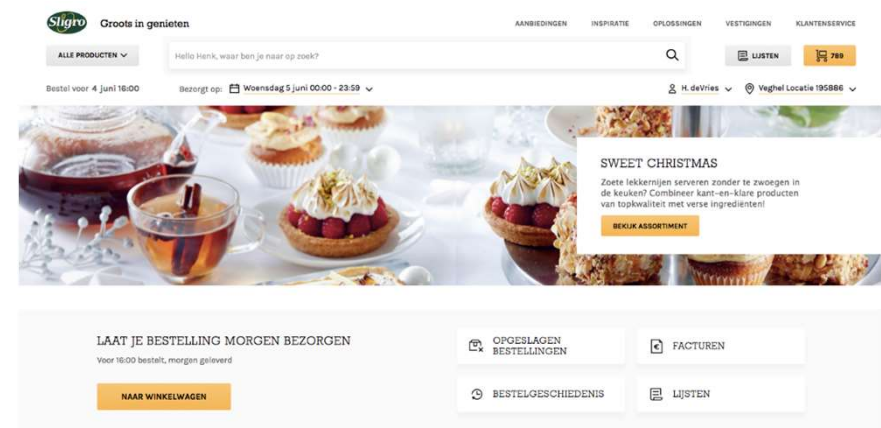 Sligro
Groots in genieten
AANBIEDINGEN INSPIRATIE OPLOSSINGEN VESTIGINGEN KLANTENSERVICE
ALLE PRODUCTEN
Hello Henk, waar ben je naar op zoek?
LIJSTEN
789
Bestel voor 4 juni 16:00
Bezorgt op: Woensdag 5 juni 00:00 - 23:59
H. deVries
Veghel Locatie 195886
SWEET CHRISTMAS
Zoete lekkernijen serveren zonder te zwoegen in
de keuken? Combineer kant-en-klare producten
van topkwaliteit met verse ingrediënten!
BEKIJK ASSORTIMENT
LAAT JE BESTELLING MORGEN BEZORGEN
Voor 16:00 bestelt, morgen geleverd
NAAR WINKELWAGEN
OPGESLAGEN
BESTELLINGEN
FACTUREN
BESTELGESCHIEDENIS
LIJSTEN